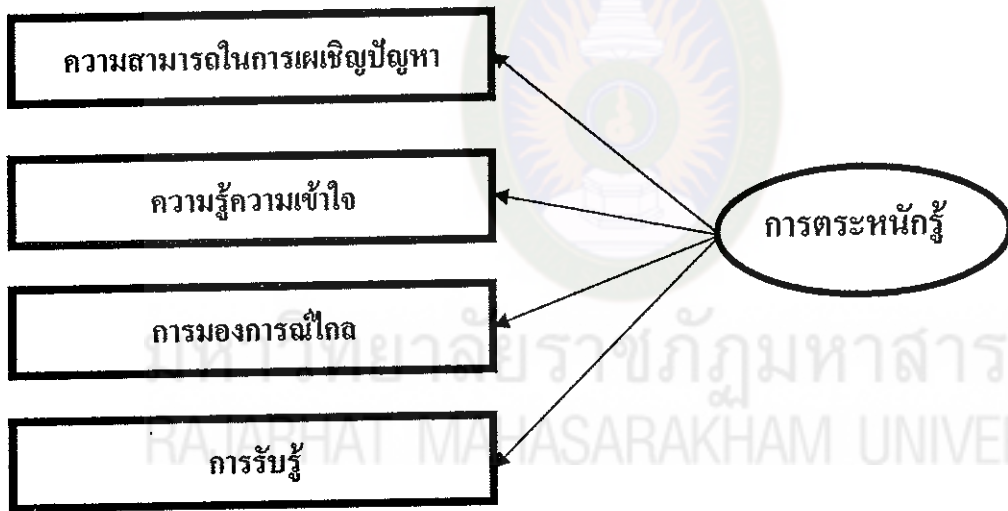 ความสามารถในการเผเชิญปัญหา
ความรู้ความเข้าใจ
การตระหนักรู้
การมองการณ์ไกล
การรับรู้
มหาวิทยาลัยราชภัฏมหาสาร
RAJABHAT MAHASARAKHAM UNIVE